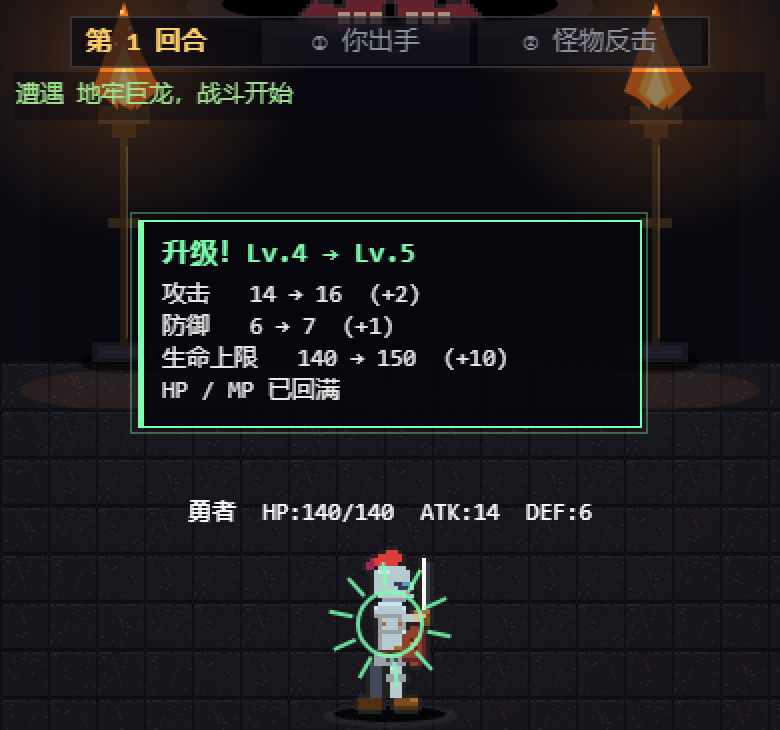 第 1 回合 ① 你出手 ② 怪物反击
遭遇 地牢巨龙, 战斗开始
升级! Lv.4 → Lv.5
攻击 14 → 16 (+2)
防御 6 → 7 (+1)
生命上限 140 → 150 (+10)
HP / MP 已回满
勇者 HP:140/140 ATK:14 DEF:6